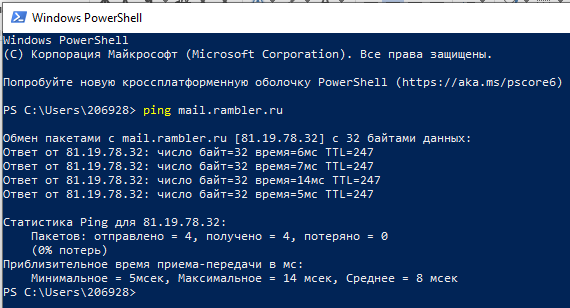 Windows PowerShell
Windows PowerShell
(C) Корпорация Майкрософт (Microsoft Corporation). Все права защищены.
Попробуйте новую кроссплатформенную оболочку PowerShell (https://aka.ms/pscore6)
PS C:\Users\206928> ping mail.rambler.ru
Обмен пакетами с mail.rambler.ru [81.19.78.32] с 32 байтами данных:
Ответ от 81.19.78.32: число байт=32 время=6мс TTL=247
Ответ от 81.19.78.32: число байт=32 время=7мс TTL=247
Ответ от 81.19.78.32: число байт=32 время=14мс TTL=247
Ответ от 81.19.78.32: число байт=32 время=5мс TTL=247
Статистика Ping для 81.19.78.32:
Пакетов: отправлено = 4, получено = 4, потеряно = 0
(0% потерь)
Приблизительное время приема-передачи в мс:
Минимальное = 5мсек, Максимальное = 14 мсек, Среднее = 8 мсек
PS C:\Users\206928>